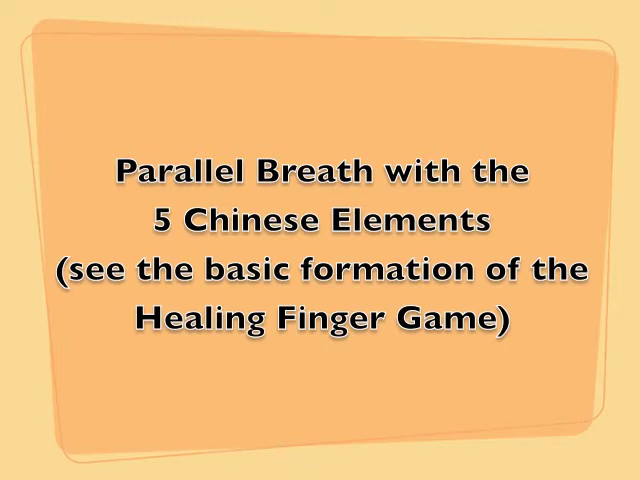 Parallel Breath with the
5 Chinese Elements
(see the basic formation of the
Healing Finger Game)